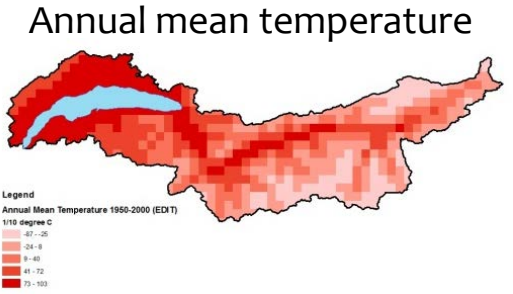 Annual mean temperature
Legend
Annual Mean Temperature 1950-2000 (EDIT)
1/10 degree C
-87 - -25
-24 - 8
9 - 40
41 - 72
73 - 103